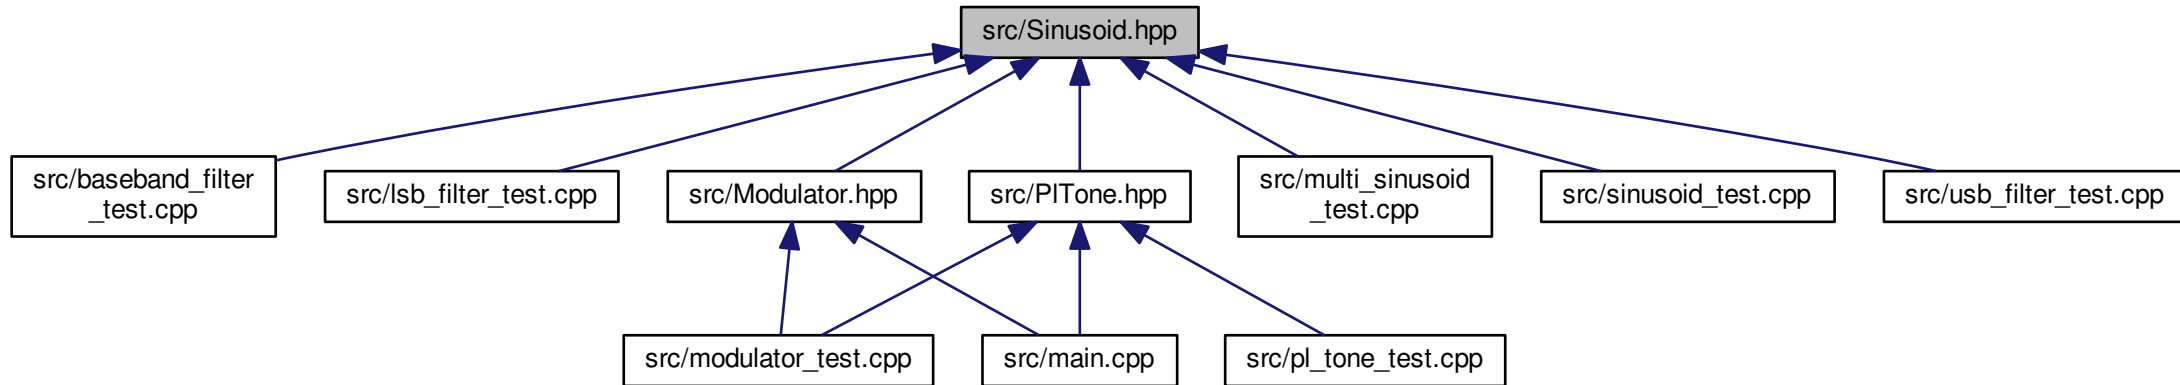 src/Sinusoid.hpp
src/baseband_filter
_test.cpp
src/lsb_filter_test.cpp
src/Modulator.hpp
src/PlTone.hpp
src/multi_sinusoid
_test.cpp
src/sinusoid_test.cpp
src/usb_filter_test.cpp
src/modulator_test.cpp
src/main.cpp
src/pl_tone_test.cpp